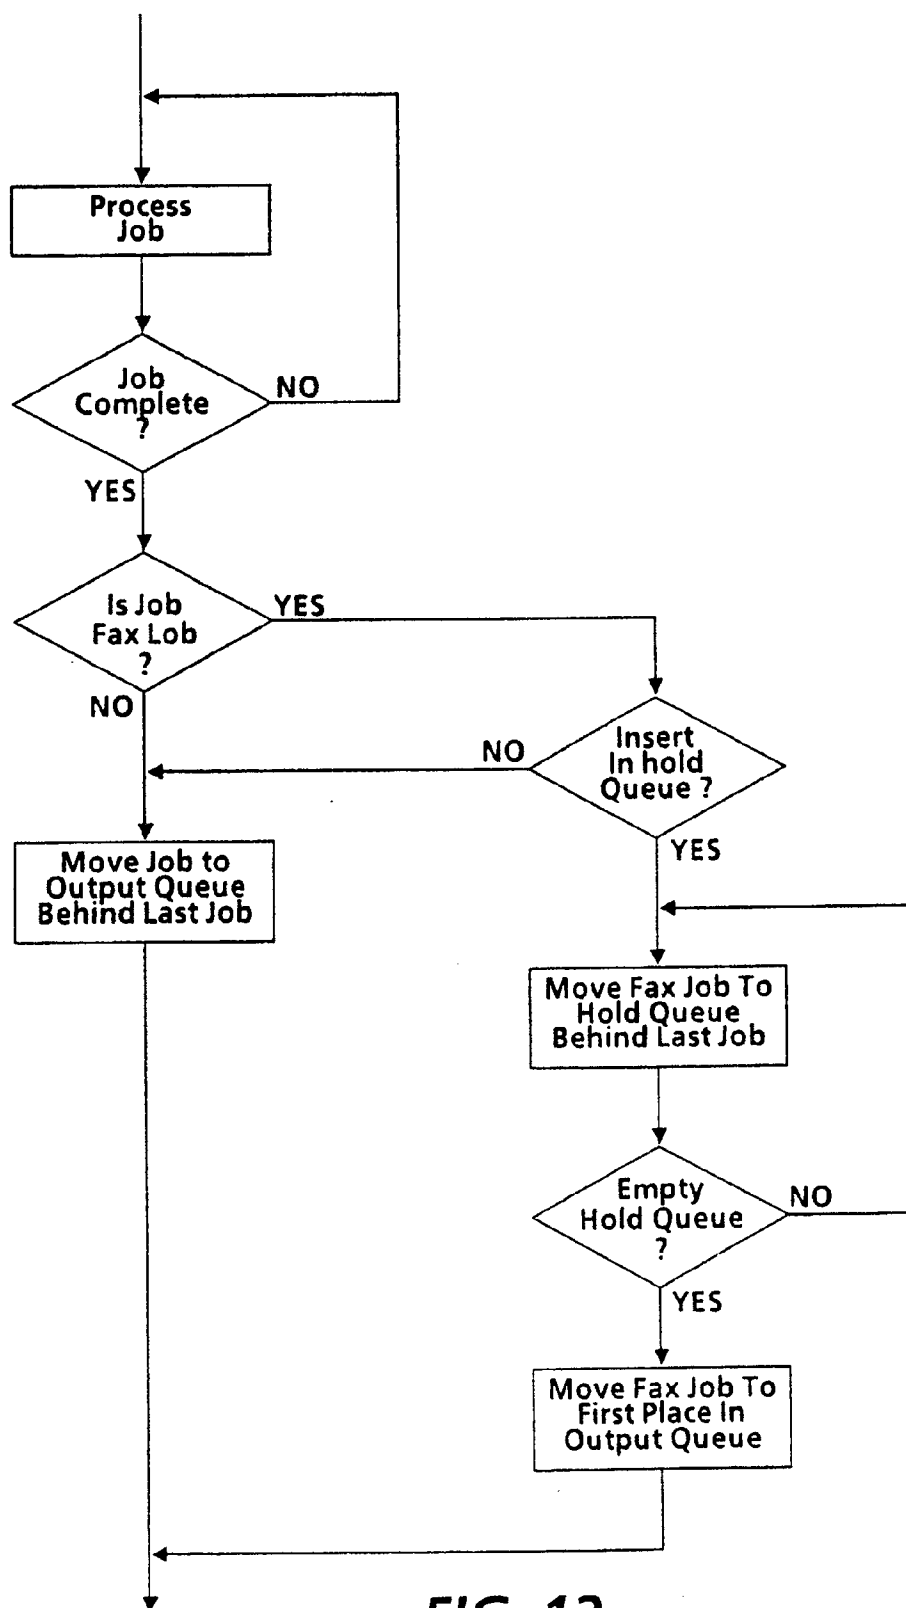 Process
Job
Job
Complete
?
NO
YES
Is Job
Fax Lob
?
YES
NO
Insert
In hold
Queue ?
NO
YES
Move Job to
Output Queue
Behind Last Job
Move Fax Job To
Hold Queue
Behind Last Job
Empty
Hold Queue
?
NO
YES
Move Fax Job To
First Place In
Output Queue